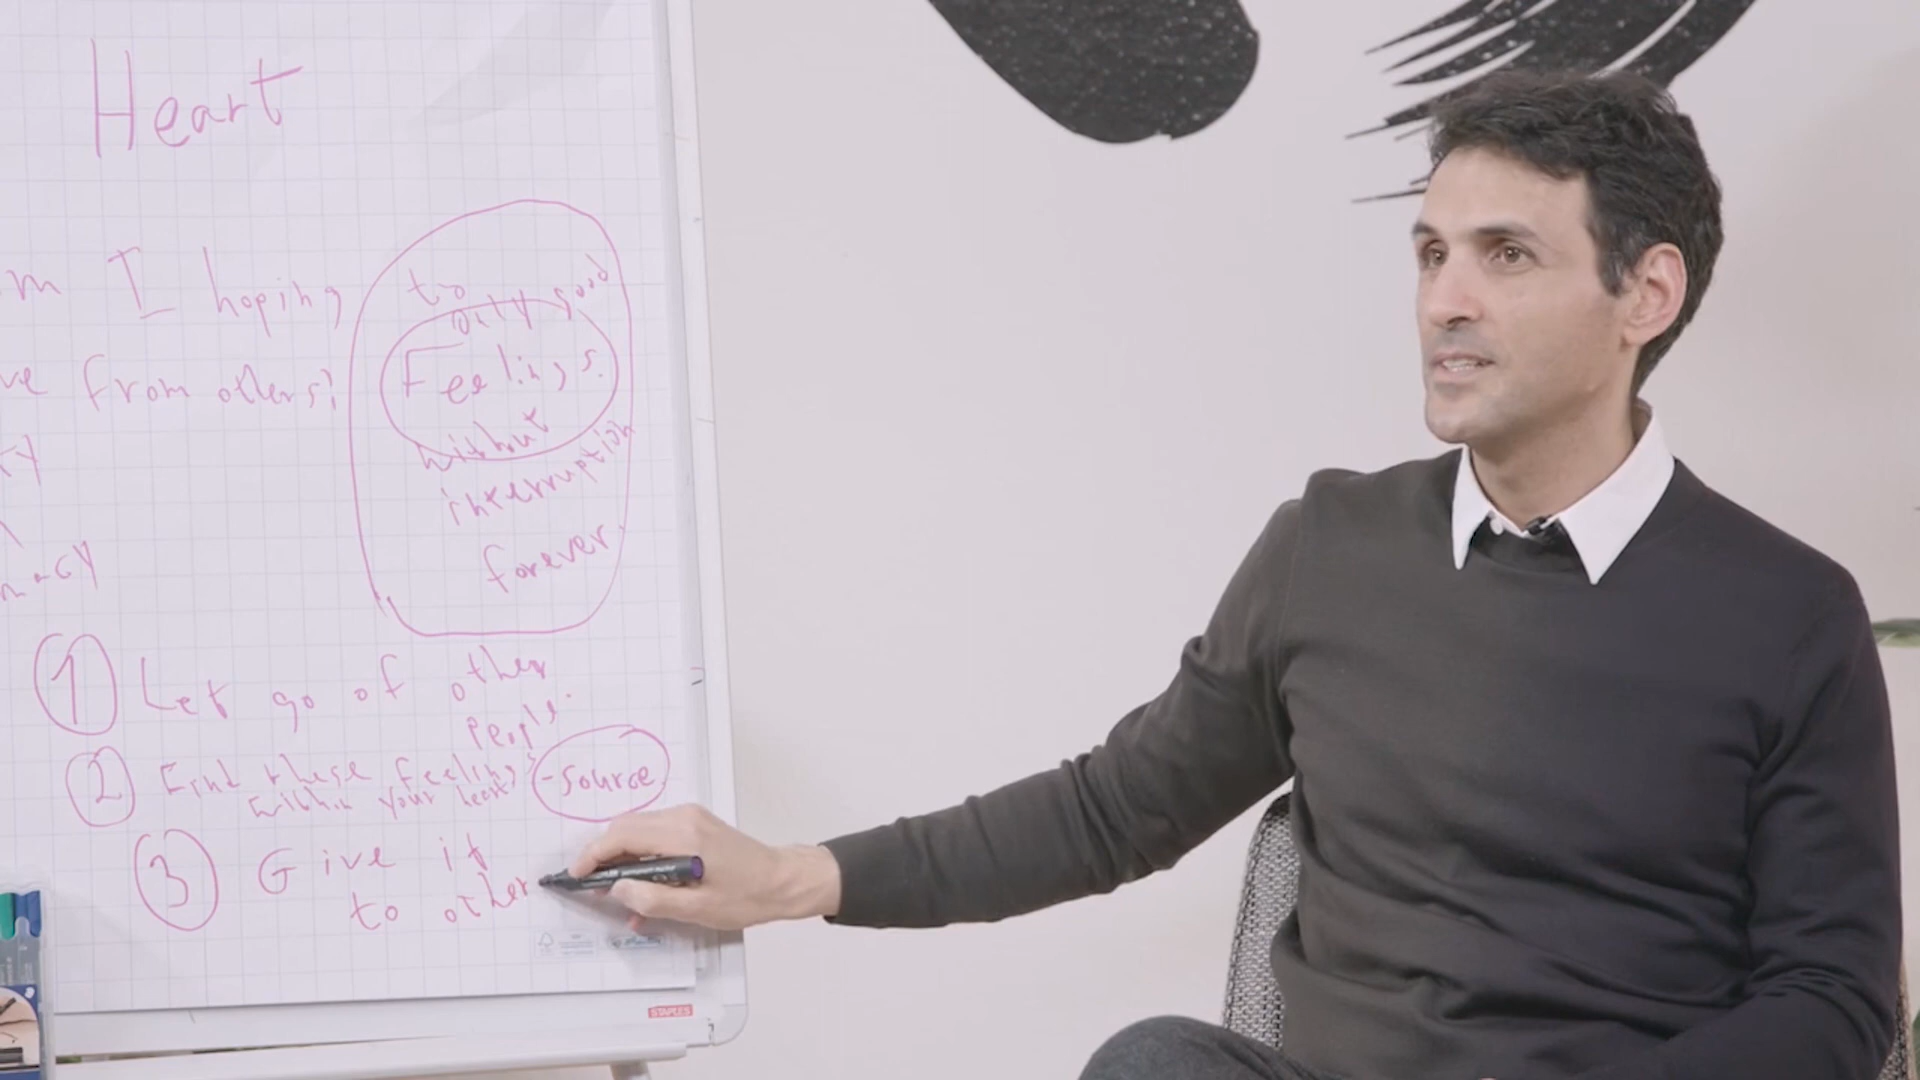 Heart
m I hoping to
only good
ve from others? Feelings.
without
interruption
forever.
① Let go of other
people.
② Find these feelings -source
within your heart
③ Give it
to other
STAPLES